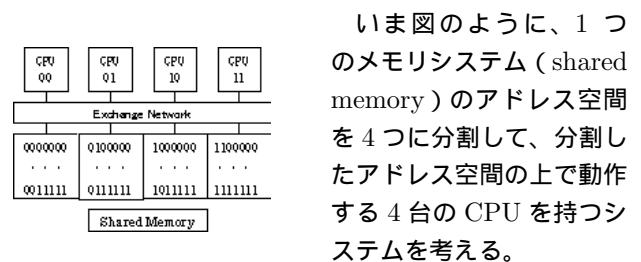 CPU 00 CPU 01 CPU 10 CPU 11
Exchange Network
0000000 0100000 1000000 1100000
. . . . . . . . . . . .
0011111 0111111 1011111 1111111
Shared Memory
いま図のように、1 つ
のメモリシステム ( shared
memory ) のアドレス空間
を 4 つに分割して、分割し
たアドレス空間の上で動作
する 4 台の CPU を持つシ
ステムを考える。